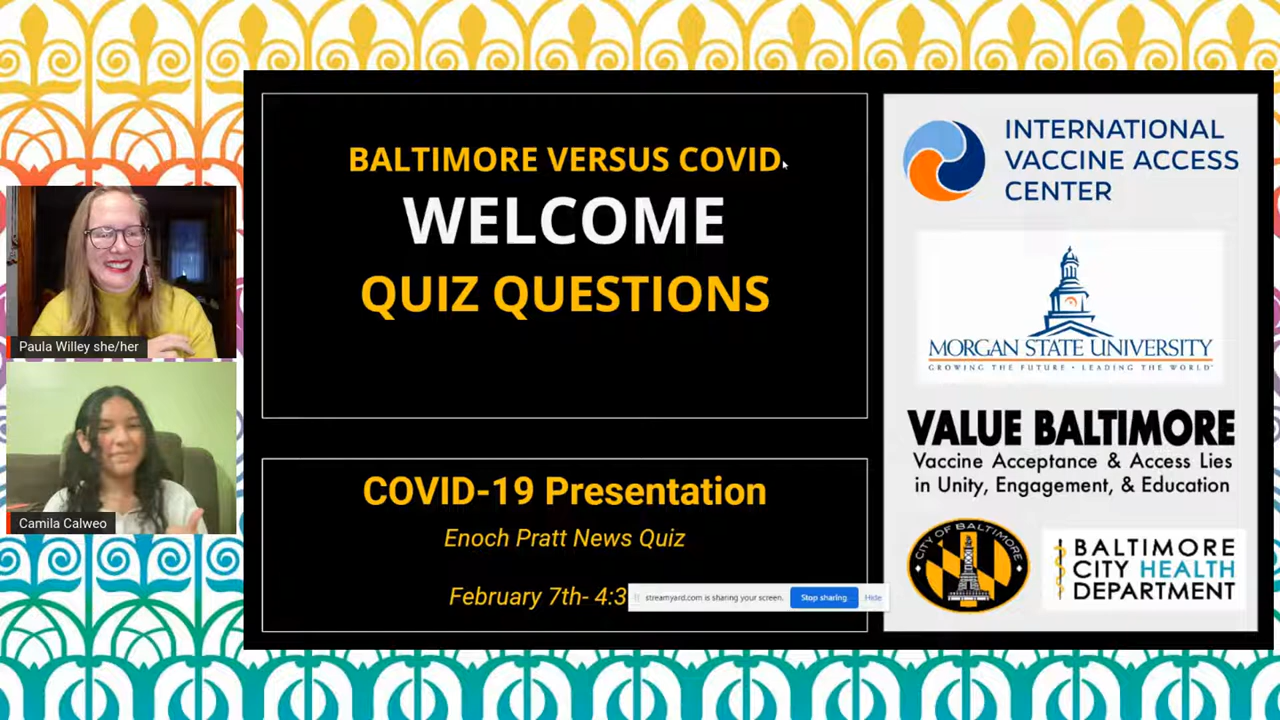 BALTIMORE VERSUS COVID
WELCOME
QUIZ QUESTIONS
COVID-19 Presentation
Enoch Pratt News Quiz
February 7th- 4:3
streamyard.com is sharing your screen.
Stop sharing
Hide
INTERNATIONAL
VACCINE ACCESS
CENTER
MORGAN STATE UNIVERSITY
GROWING THE FUTURE • LEADING THE WORLD
VALUE BALTIMORE
Vaccine Acceptance & Access Lies
in Unity, Engagement, & Education
CITY OF BALTIMORE
BALTIMORE
CITY HEALTH
DEPARTMENT
Paula Willey she/her
Camila Calweo